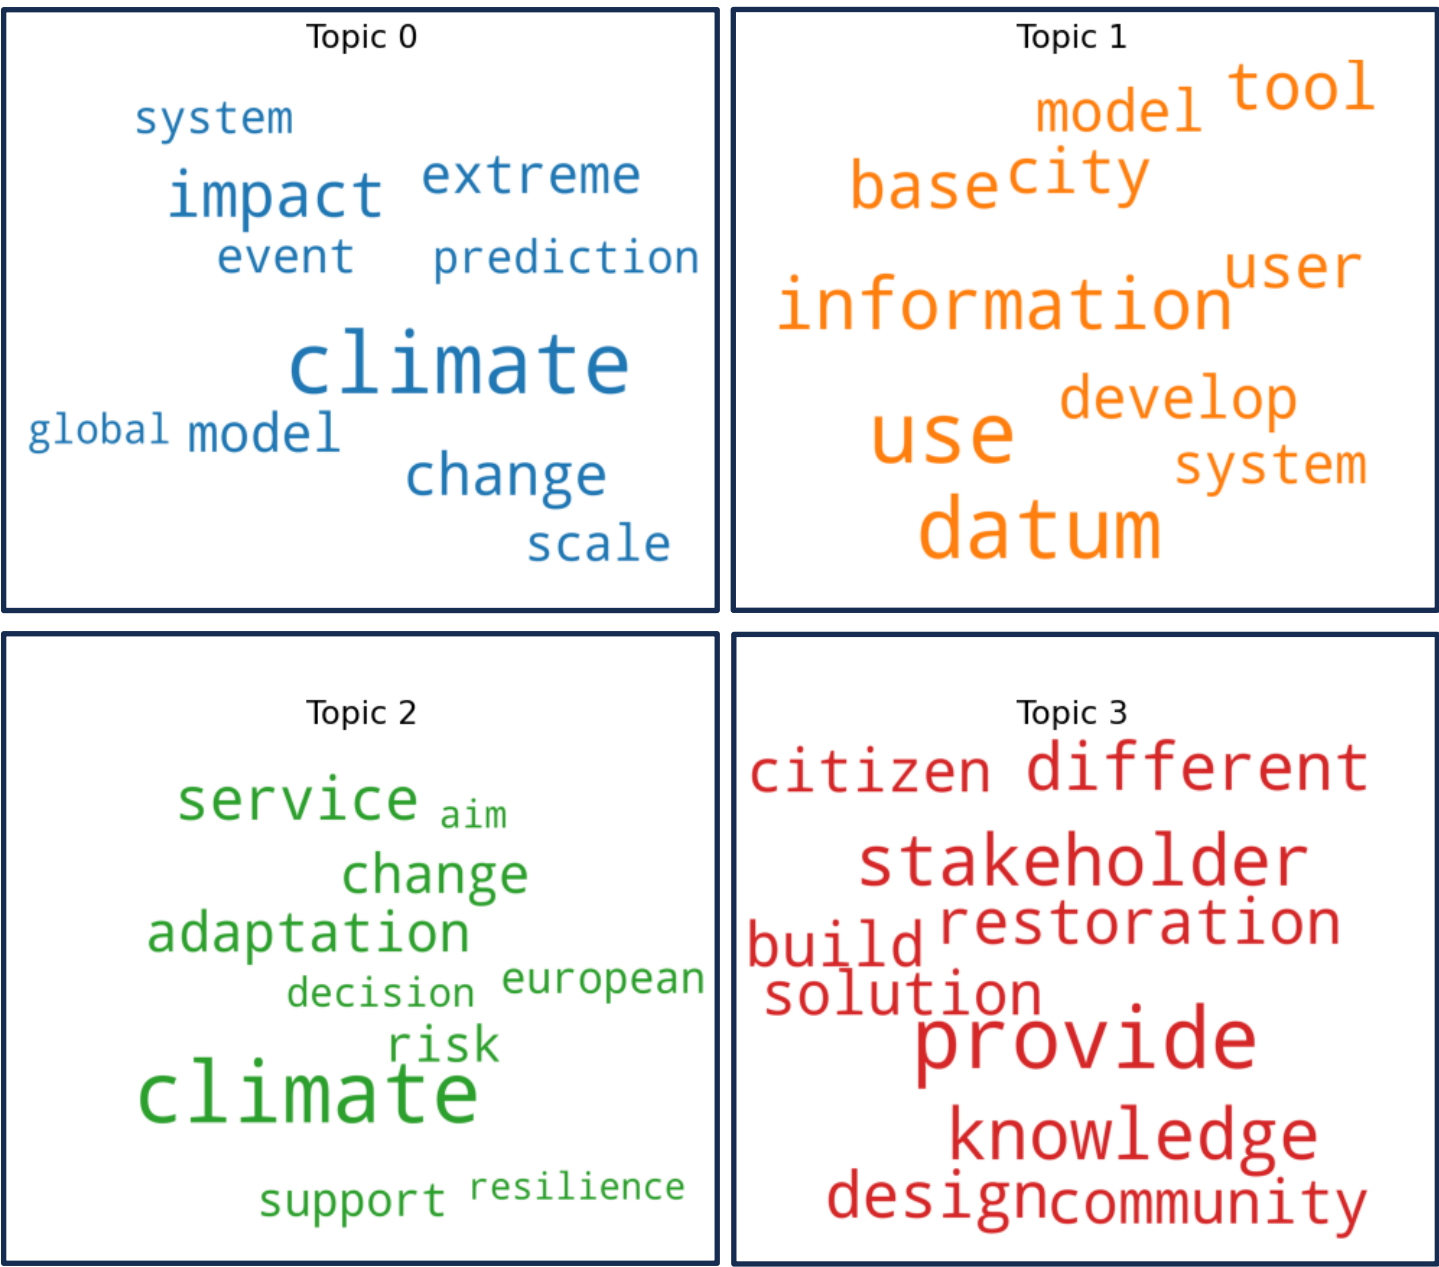 Topic 0
system
impact extreme
event prediction
climate
global model
change
scale
Topic 1
tool
model
base city
user
information
develop
use
system
datum
Topic 2
service aim
change
adaptation
decision european
risk
climate
support resilience
Topic 3
citizen different
stakeholder
build restoration
solution
provide
knowledge
design community